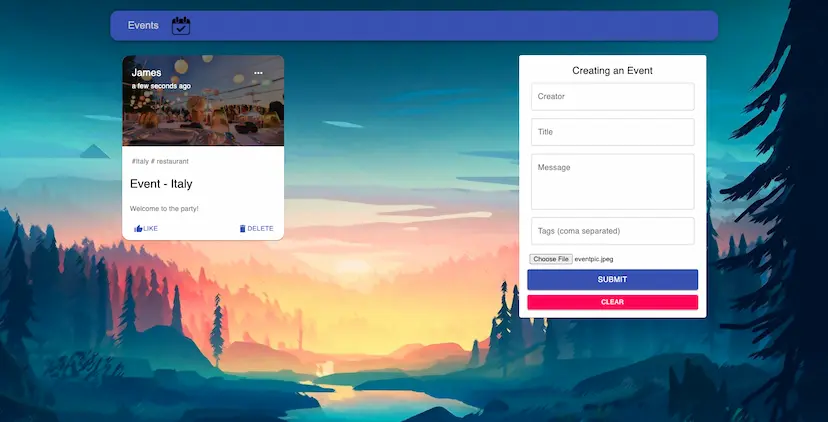 Events
James
a few seconds ago
#Italy # restaurant
Event - Italy
Welcome to the party!
LIKE
DELETE
Creating an Event
Creator
Title
Message
Tags (coma separated)
Choose File eventpic.jpeg
SUBMIT
CLEAR